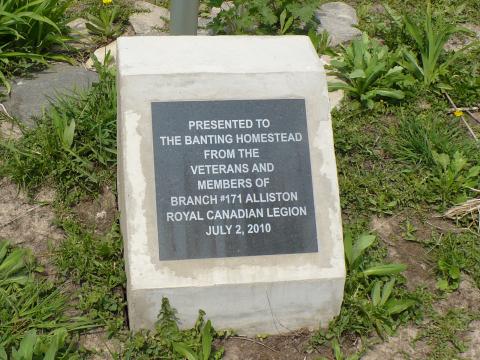 PRESENTED TO
THE BANTING HOMESTEAD
FROM THE
VETERANS AND
MEMBERS OF
BRANCH #171 ALLISTON
ROYAL CANADIAN LEGION
JULY 2, 2010